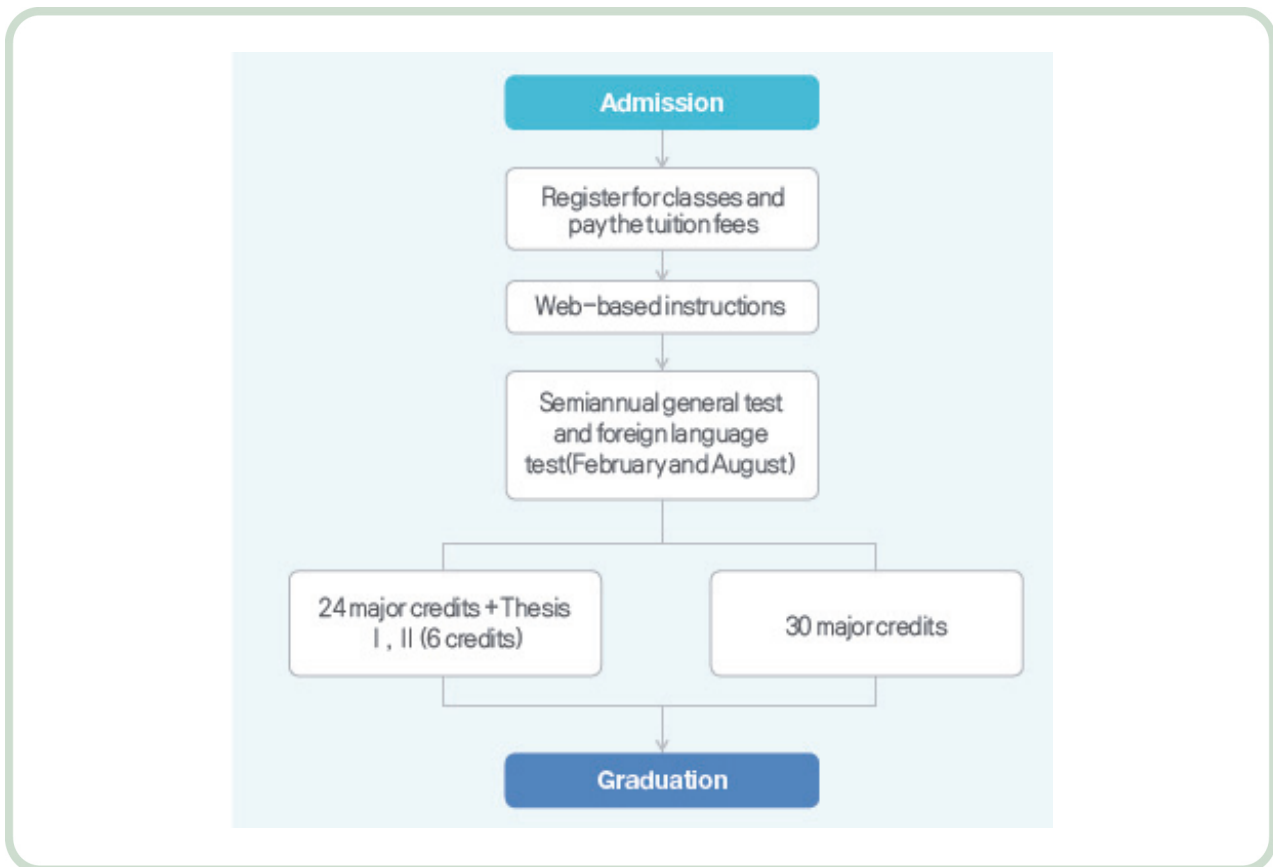 Admission
Register for classes and
pay the tuition fees
Web-based instructions
Semiannual general test
and foreign language
test(February and August)
24 major credits + Thesis
Ⅰ, Ⅱ (6 credits)
30 major credits
Graduation